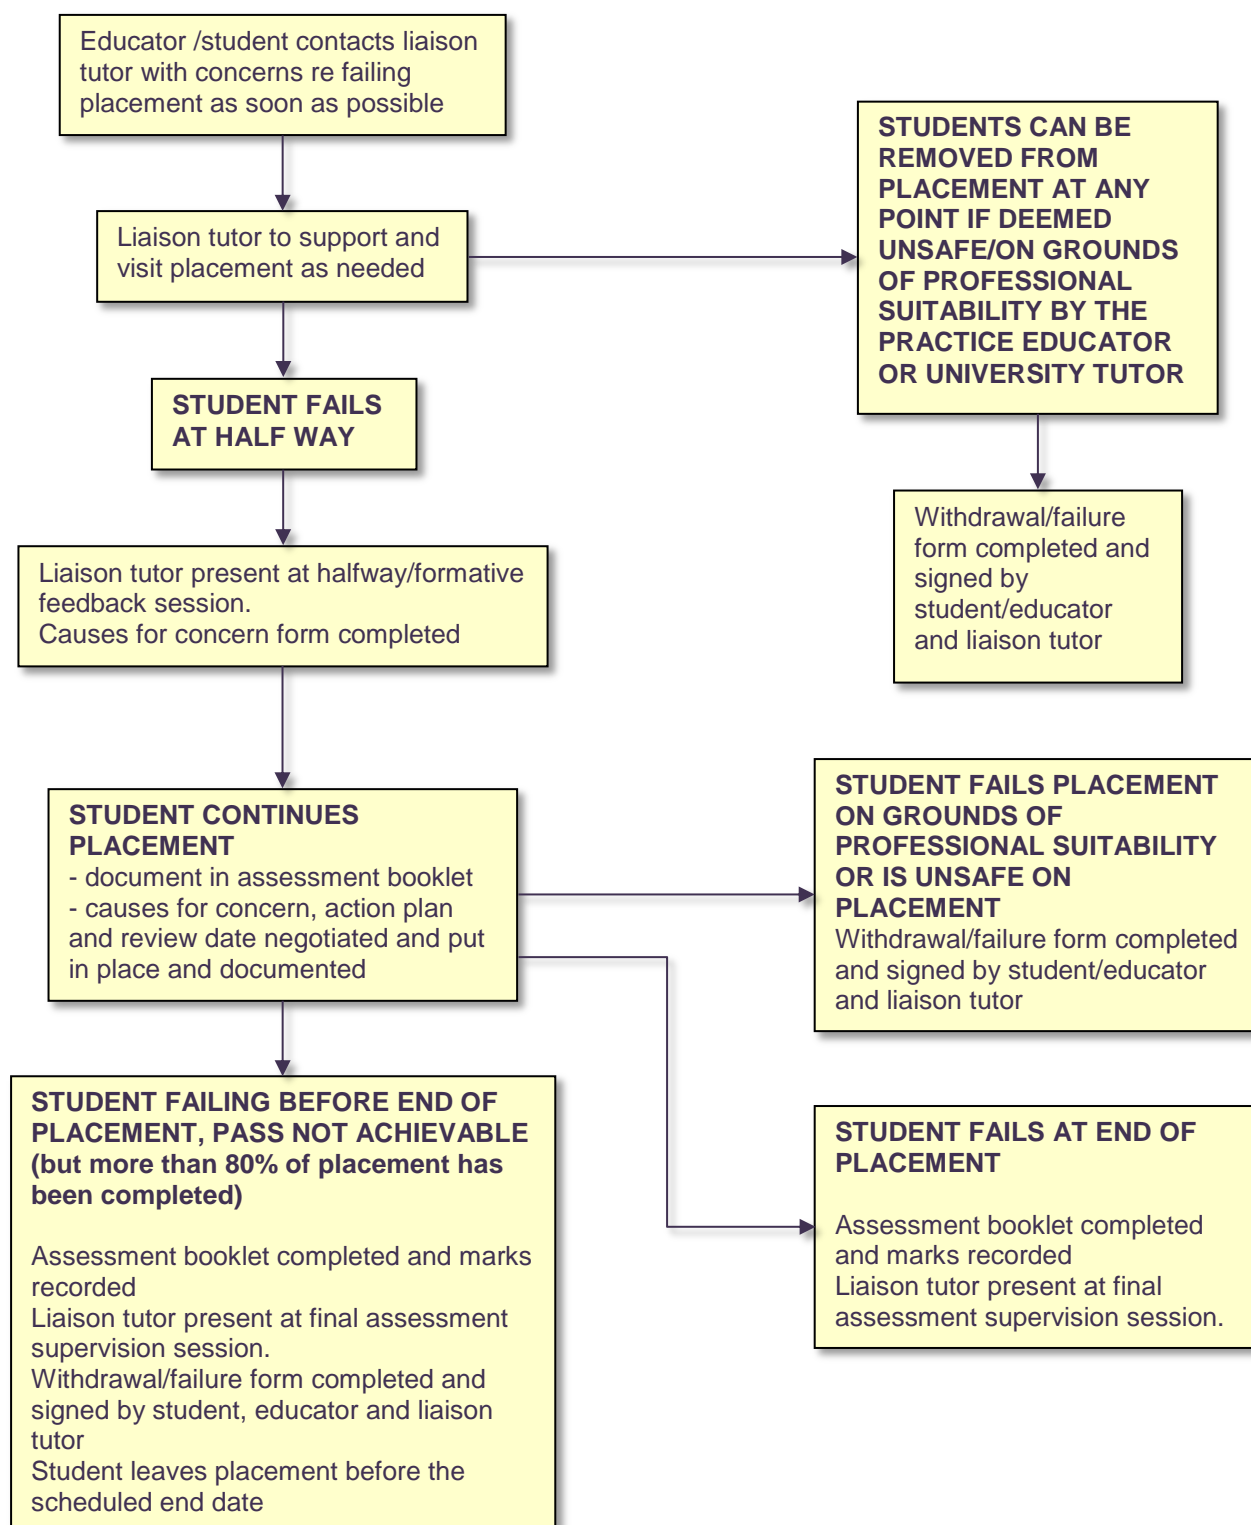 Educator /student contacts liaison
tutor with concerns re failing
placement as soon as possible
STUDENTS CAN BE
REMOVED FROM
PLACEMENT AT ANY
POINT IF DEEMED
UNSAFE/ON GROUNDS
OF PROFESSIONAL
SUITABILITY BY THE
PRACTICE EDUCATOR
OR UNIVERSITY TUTOR
Liaison tutor to support and
visit placement as needed
STUDENT FAILS
AT HALF WAY
Withdrawal/failure
form completed and
signed by
student/educator
and liaison tutor
Liaison tutor present at halfway/formative
feedback session.
Causes for concern form completed
STUDENT CONTINUES
PLACEMENT
- document in assessment booklet
- causes for concern, action plan
and review date negotiated and put
in place and documented
STUDENT FAILS PLACEMENT
ON GROUNDS OF
PROFESSIONAL SUITABILITY
OR IS UNSAFE ON
PLACEMENT
Withdrawal/failure form completed
and signed by student/educator
and liaison tutor
STUDENT FAILING BEFORE END OF
PLACEMENT, PASS NOT ACHIEVABLE
(but more than 80% of placement has
been completed)
Assessment booklet completed and marks
recorded
Liaison tutor present at final assessment
supervision session.
Withdrawal/failure form completed and
signed by student, educator and liaison
tutor
Student leaves placement before the
scheduled end date
STUDENT FAILS AT END OF
PLACEMENT
Assessment booklet completed
and marks recorded
Liaison tutor present at final
assessment supervision session.